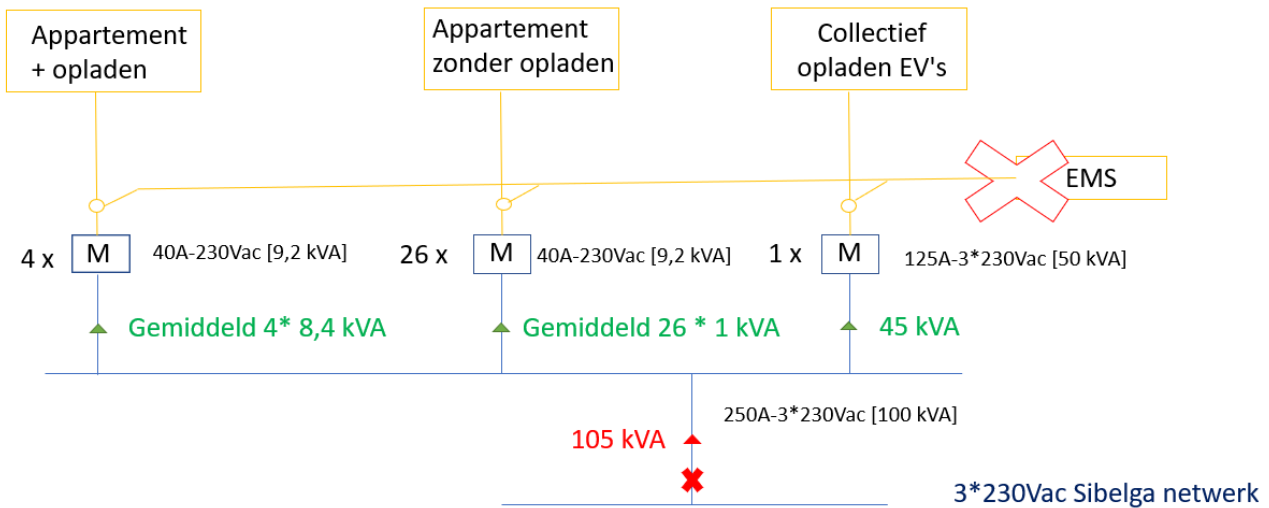 Appartement
+ opladen
Appartement
zonder opladen
Collectief
opladen EV's
EMS
4 x
M
40A-230Vac [9,2 kVA]
26 x
M
40A-230Vac [9,2 kVA]
1 x
M
125A-3*230Vac [50 kVA]
Gemiddeld 4* 8,4 kVA
Gemiddeld 26 * 1 kVA
45 kVA
250A-3*230Vac [100 kVA]
105 kVA
3*230Vac Sibelga netwerk